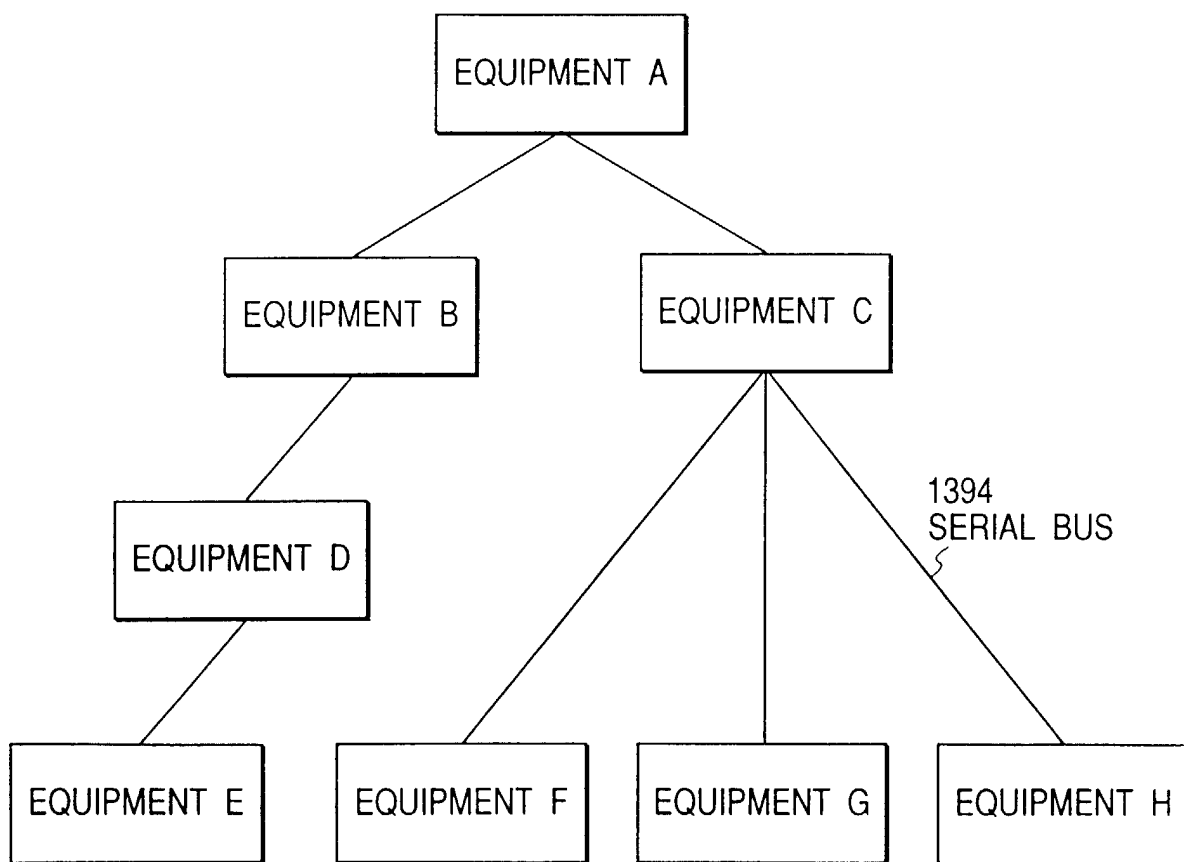 EQUIPMENT A
EQUIPMENT B
EQUIPMENT C
1394
SERIAL BUS
EQUIPMENT D
EQUIPMENT E
EQUIPMENT F
EQUIPMENT G
EQUIPMENT H